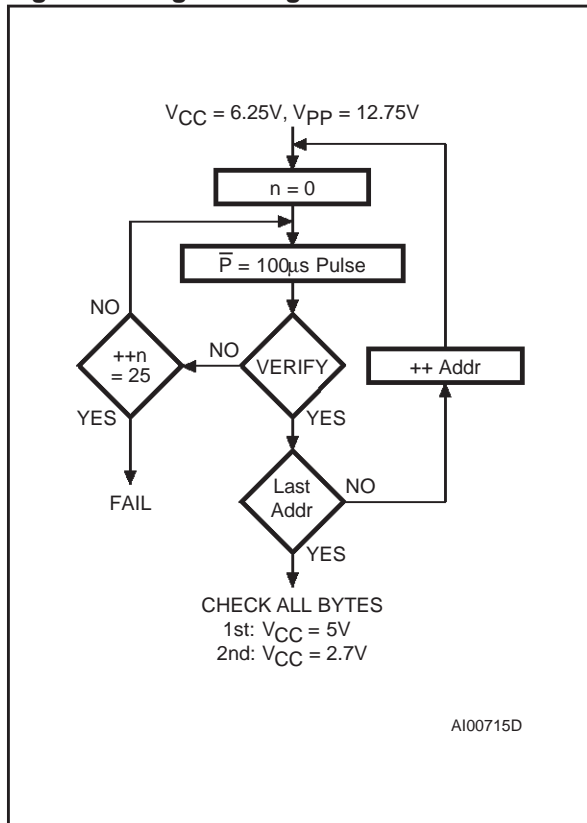 VCC = 6.25V, VPP = 12.75V
n = 0
P̅ = 100μs Pulse
NO
++n
= 25
NO
VERIFY
++ Addr
YES
YES
Last
Addr
NO
FAIL
YES
CHECK ALL BYTES
1st: VCC = 5V
2nd: VCC = 2.7V
AI00715D